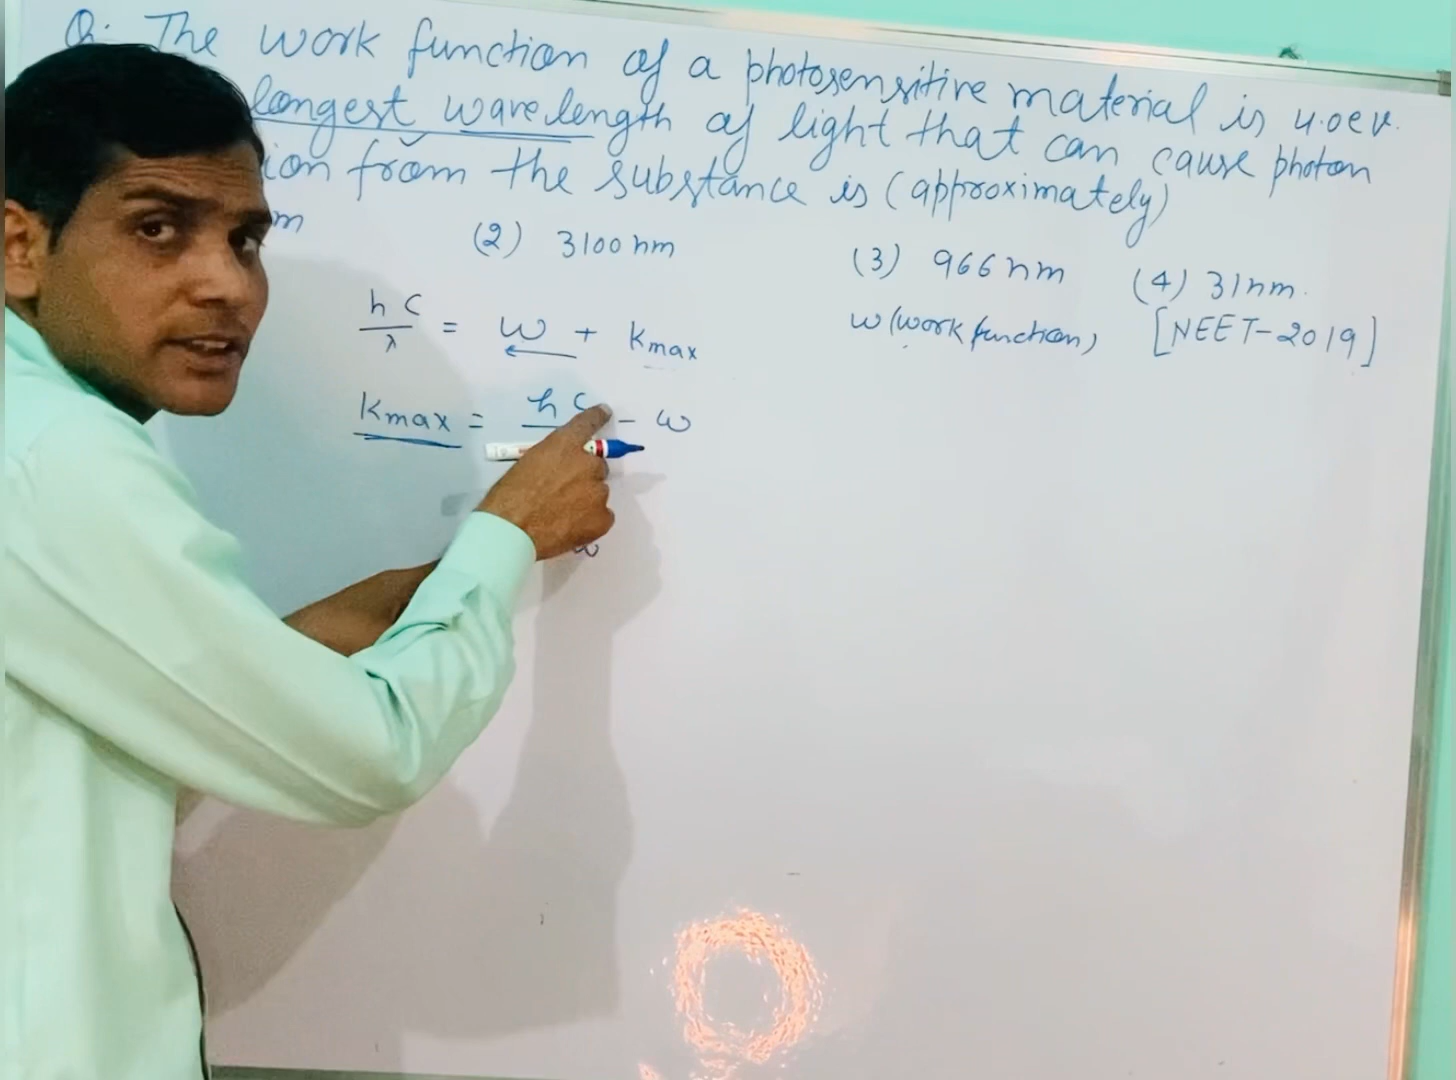 Q. The work function of a photosensitive material is 4.0eV.
longest wavelength of light that can cause photon
ion from the substance is (approximately)
m (2) 3100 nm (3) 966 nm (4) 31nm.
hc/λ = w + Kmax w (work function) [NEET-2019]
Kmax = hc - w
w